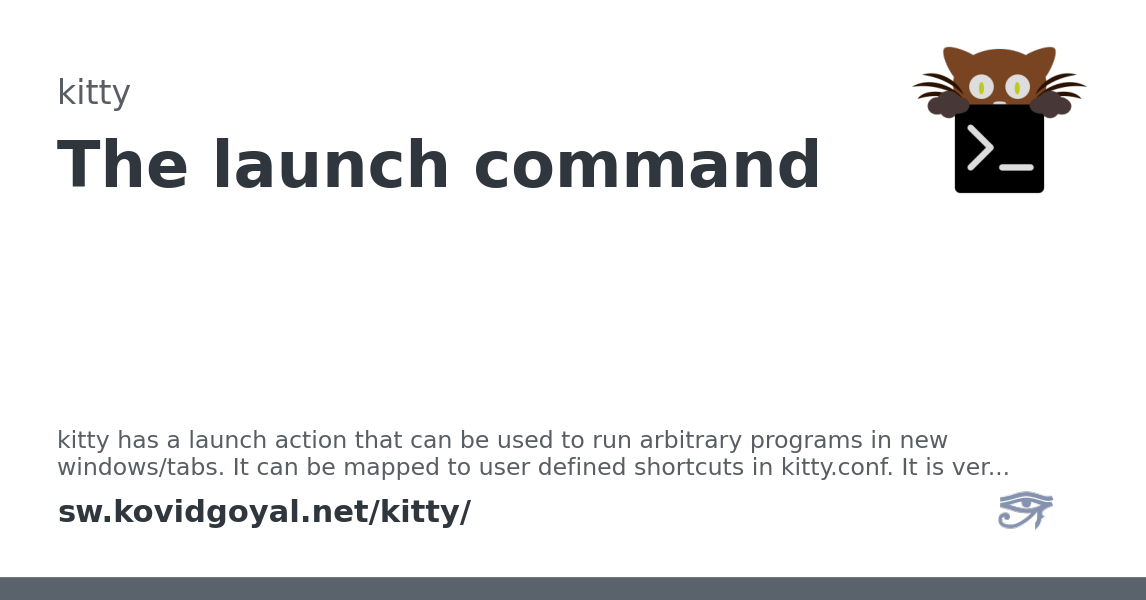 kitty
The launch command
>_
kitty has a launch action that can be used to run arbitrary programs in new
windows/tabs. It can be mapped to user defined shortcuts in kitty.conf. It is ver...
sw.kovidgoyal.net/kitty/